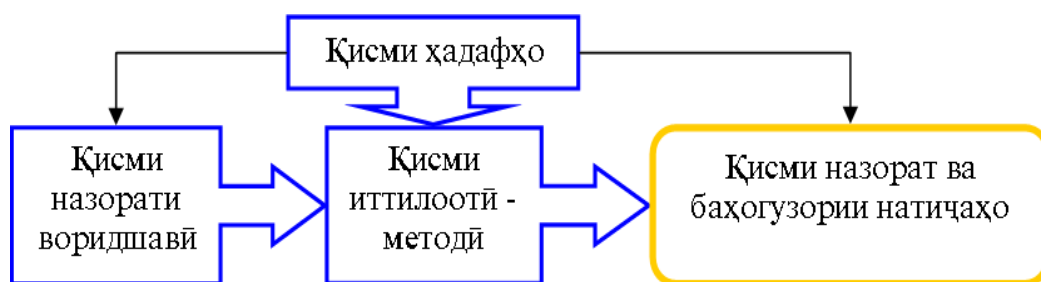 Қисми ҳадафҳо
Қисми
назорати
воридшавӣ
Қисми
иттилоотӣ -
методӣ
Қисми назорат ва
баҳогузории натиҷаҳо